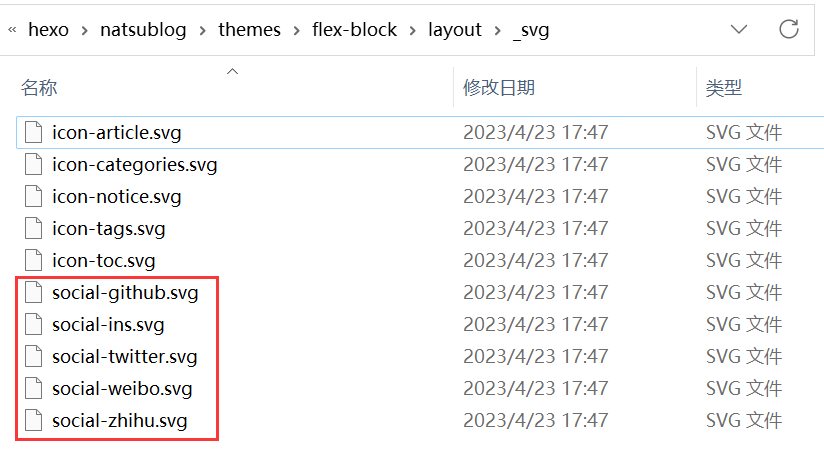 « hexo › natsublog › themes › flex-block › layout › _svg
名称 修改日期 类型
icon-article.svg 2023/4/23 17:47 SVG 文件
icon-categories.svg 2023/4/23 17:47 SVG 文件
icon-notice.svg 2023/4/23 17:47 SVG 文件
icon-tags.svg 2023/4/23 17:47 SVG 文件
icon-toc.svg 2023/4/23 17:47 SVG 文件
social-github.svg 2023/4/23 17:47 SVG 文件
social-ins.svg 2023/4/23 17:47 SVG 文件
social-twitter.svg 2023/4/23 17:47 SVG 文件
social-weibo.svg 2023/4/23 17:47 SVG 文件
social-zhihu.svg 2023/4/23 17:47 SVG 文件